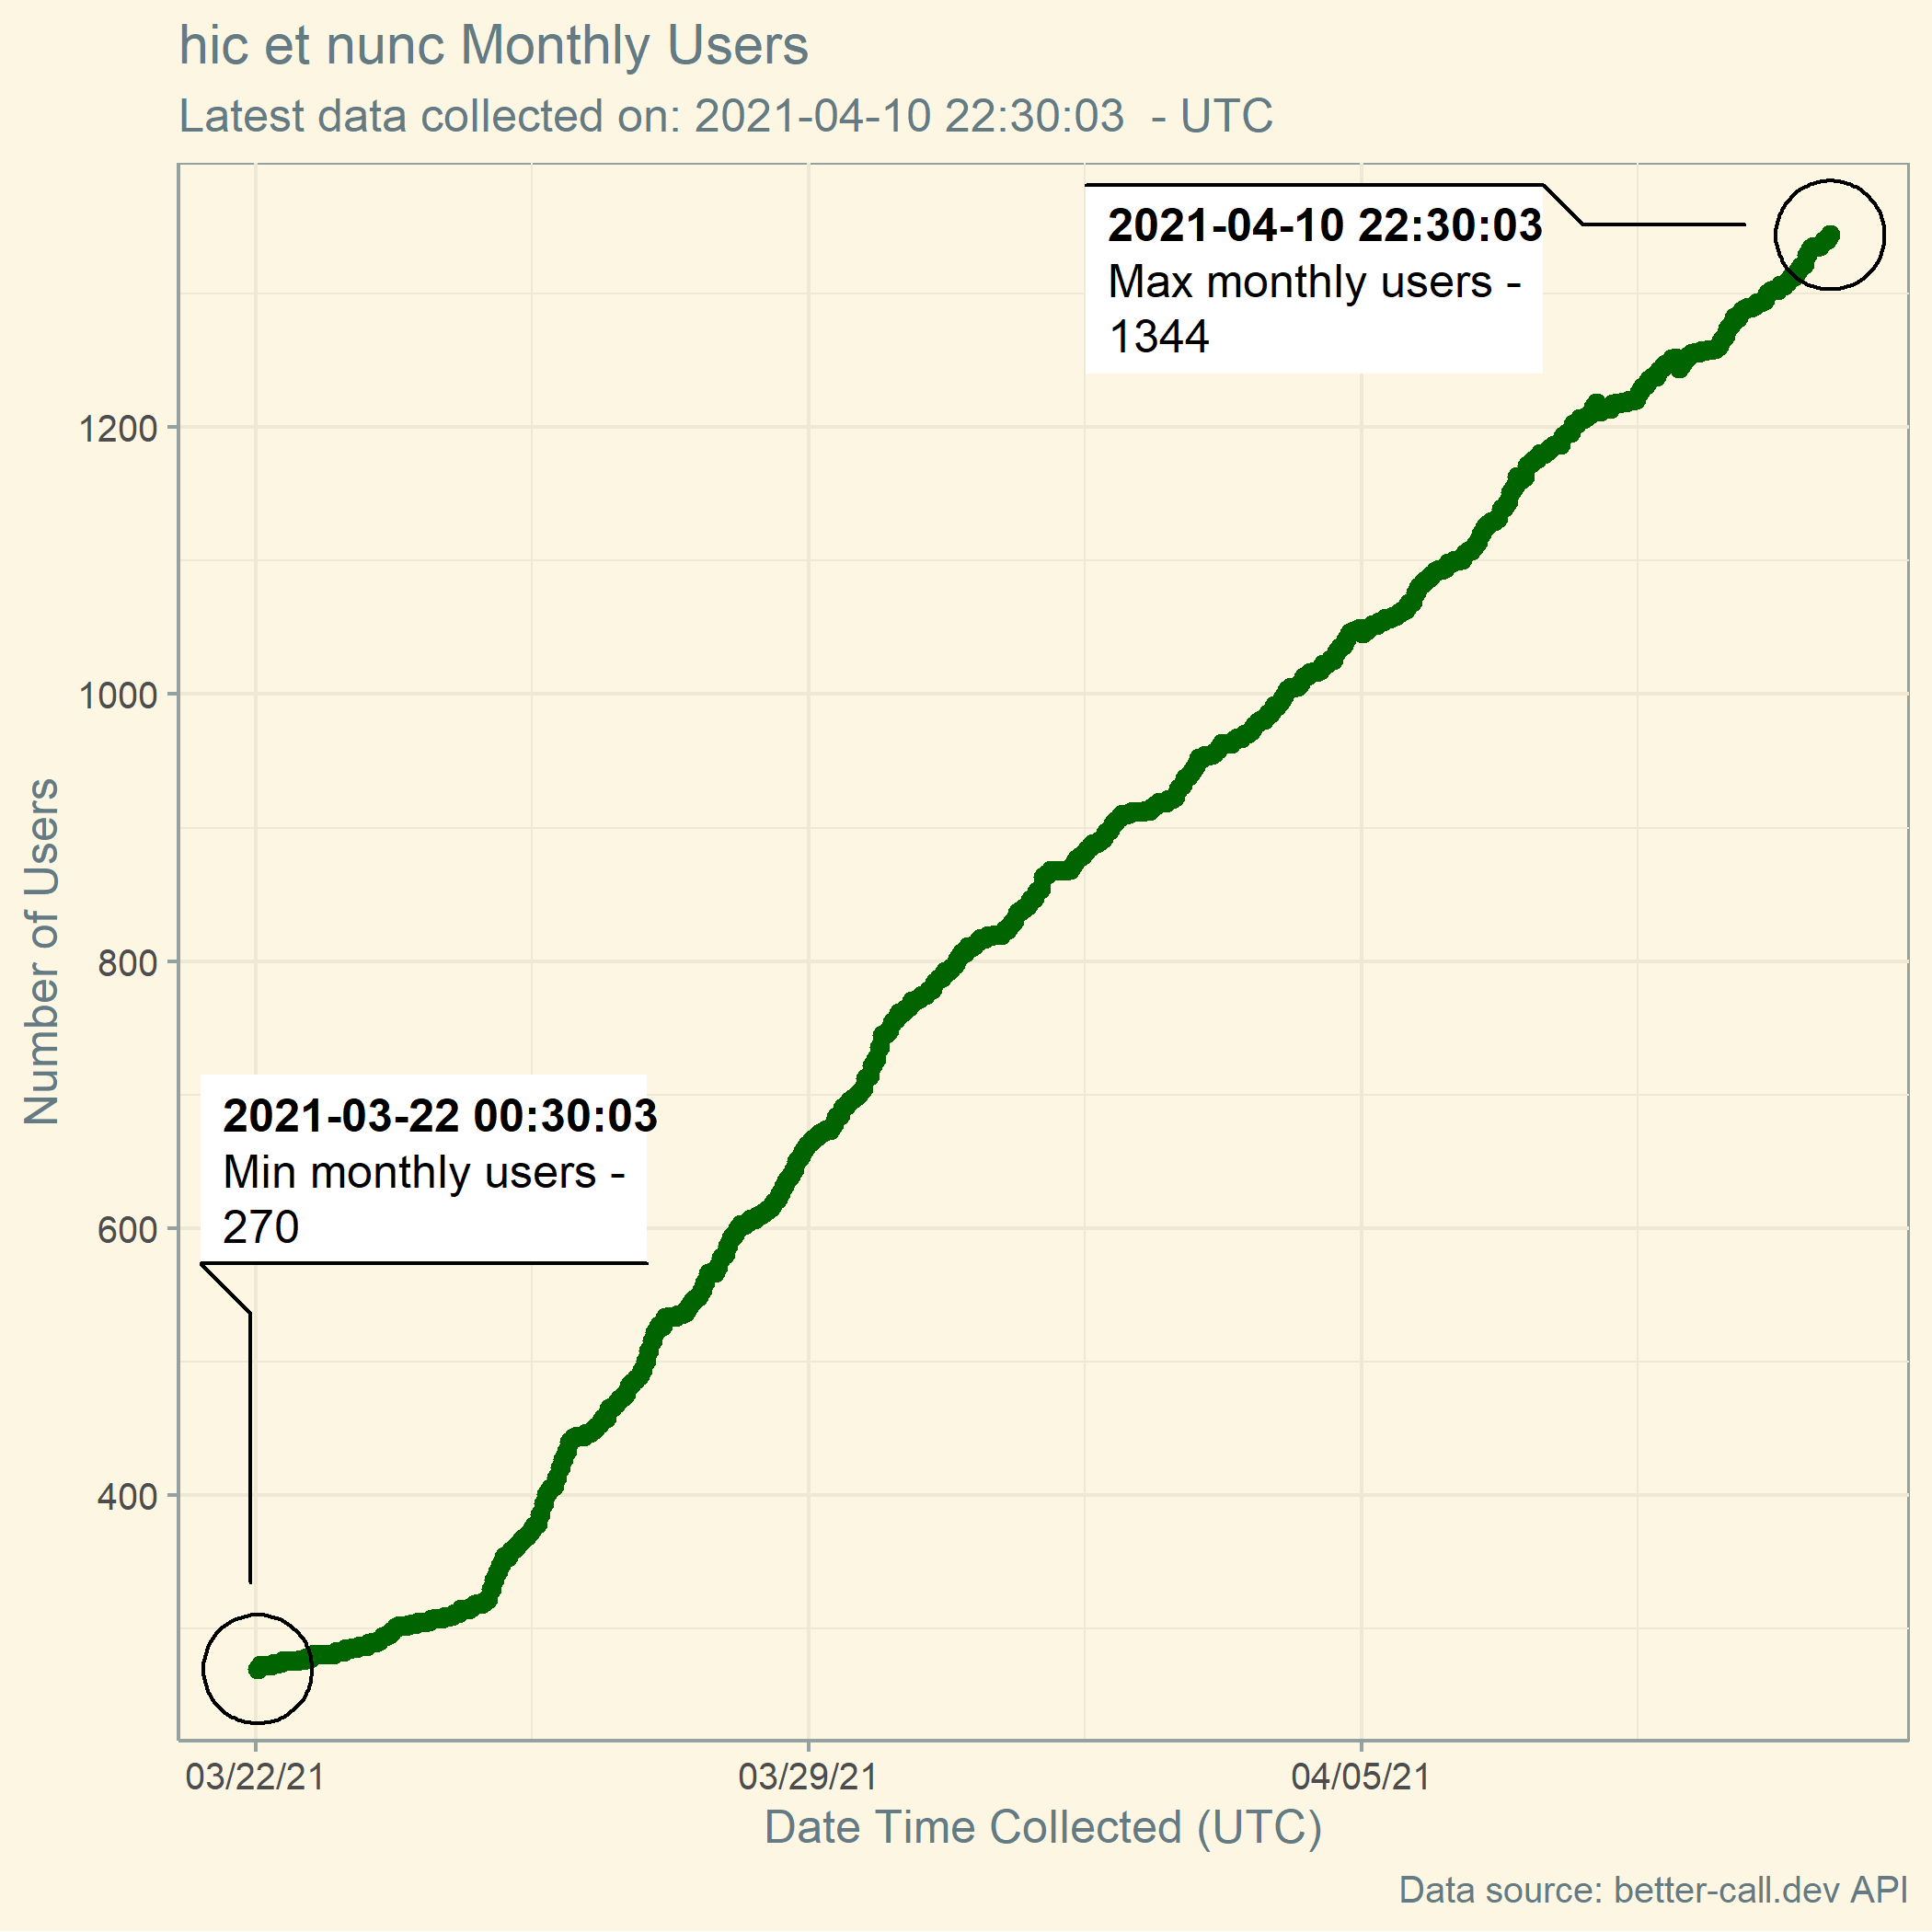 hic et nunc Monthly Users
Latest data collected on: 2021-04-10 22:30:03  - UTC
2021-04-10 22:30:03
Max monthly users -
1344
1200
1000
800
600
400
Number of Users
2021-03-22 00:30:03
Min monthly users -
270
03/22/21
03/29/21
04/05/21
Date Time Collected (UTC)
Data source: better-call.dev API